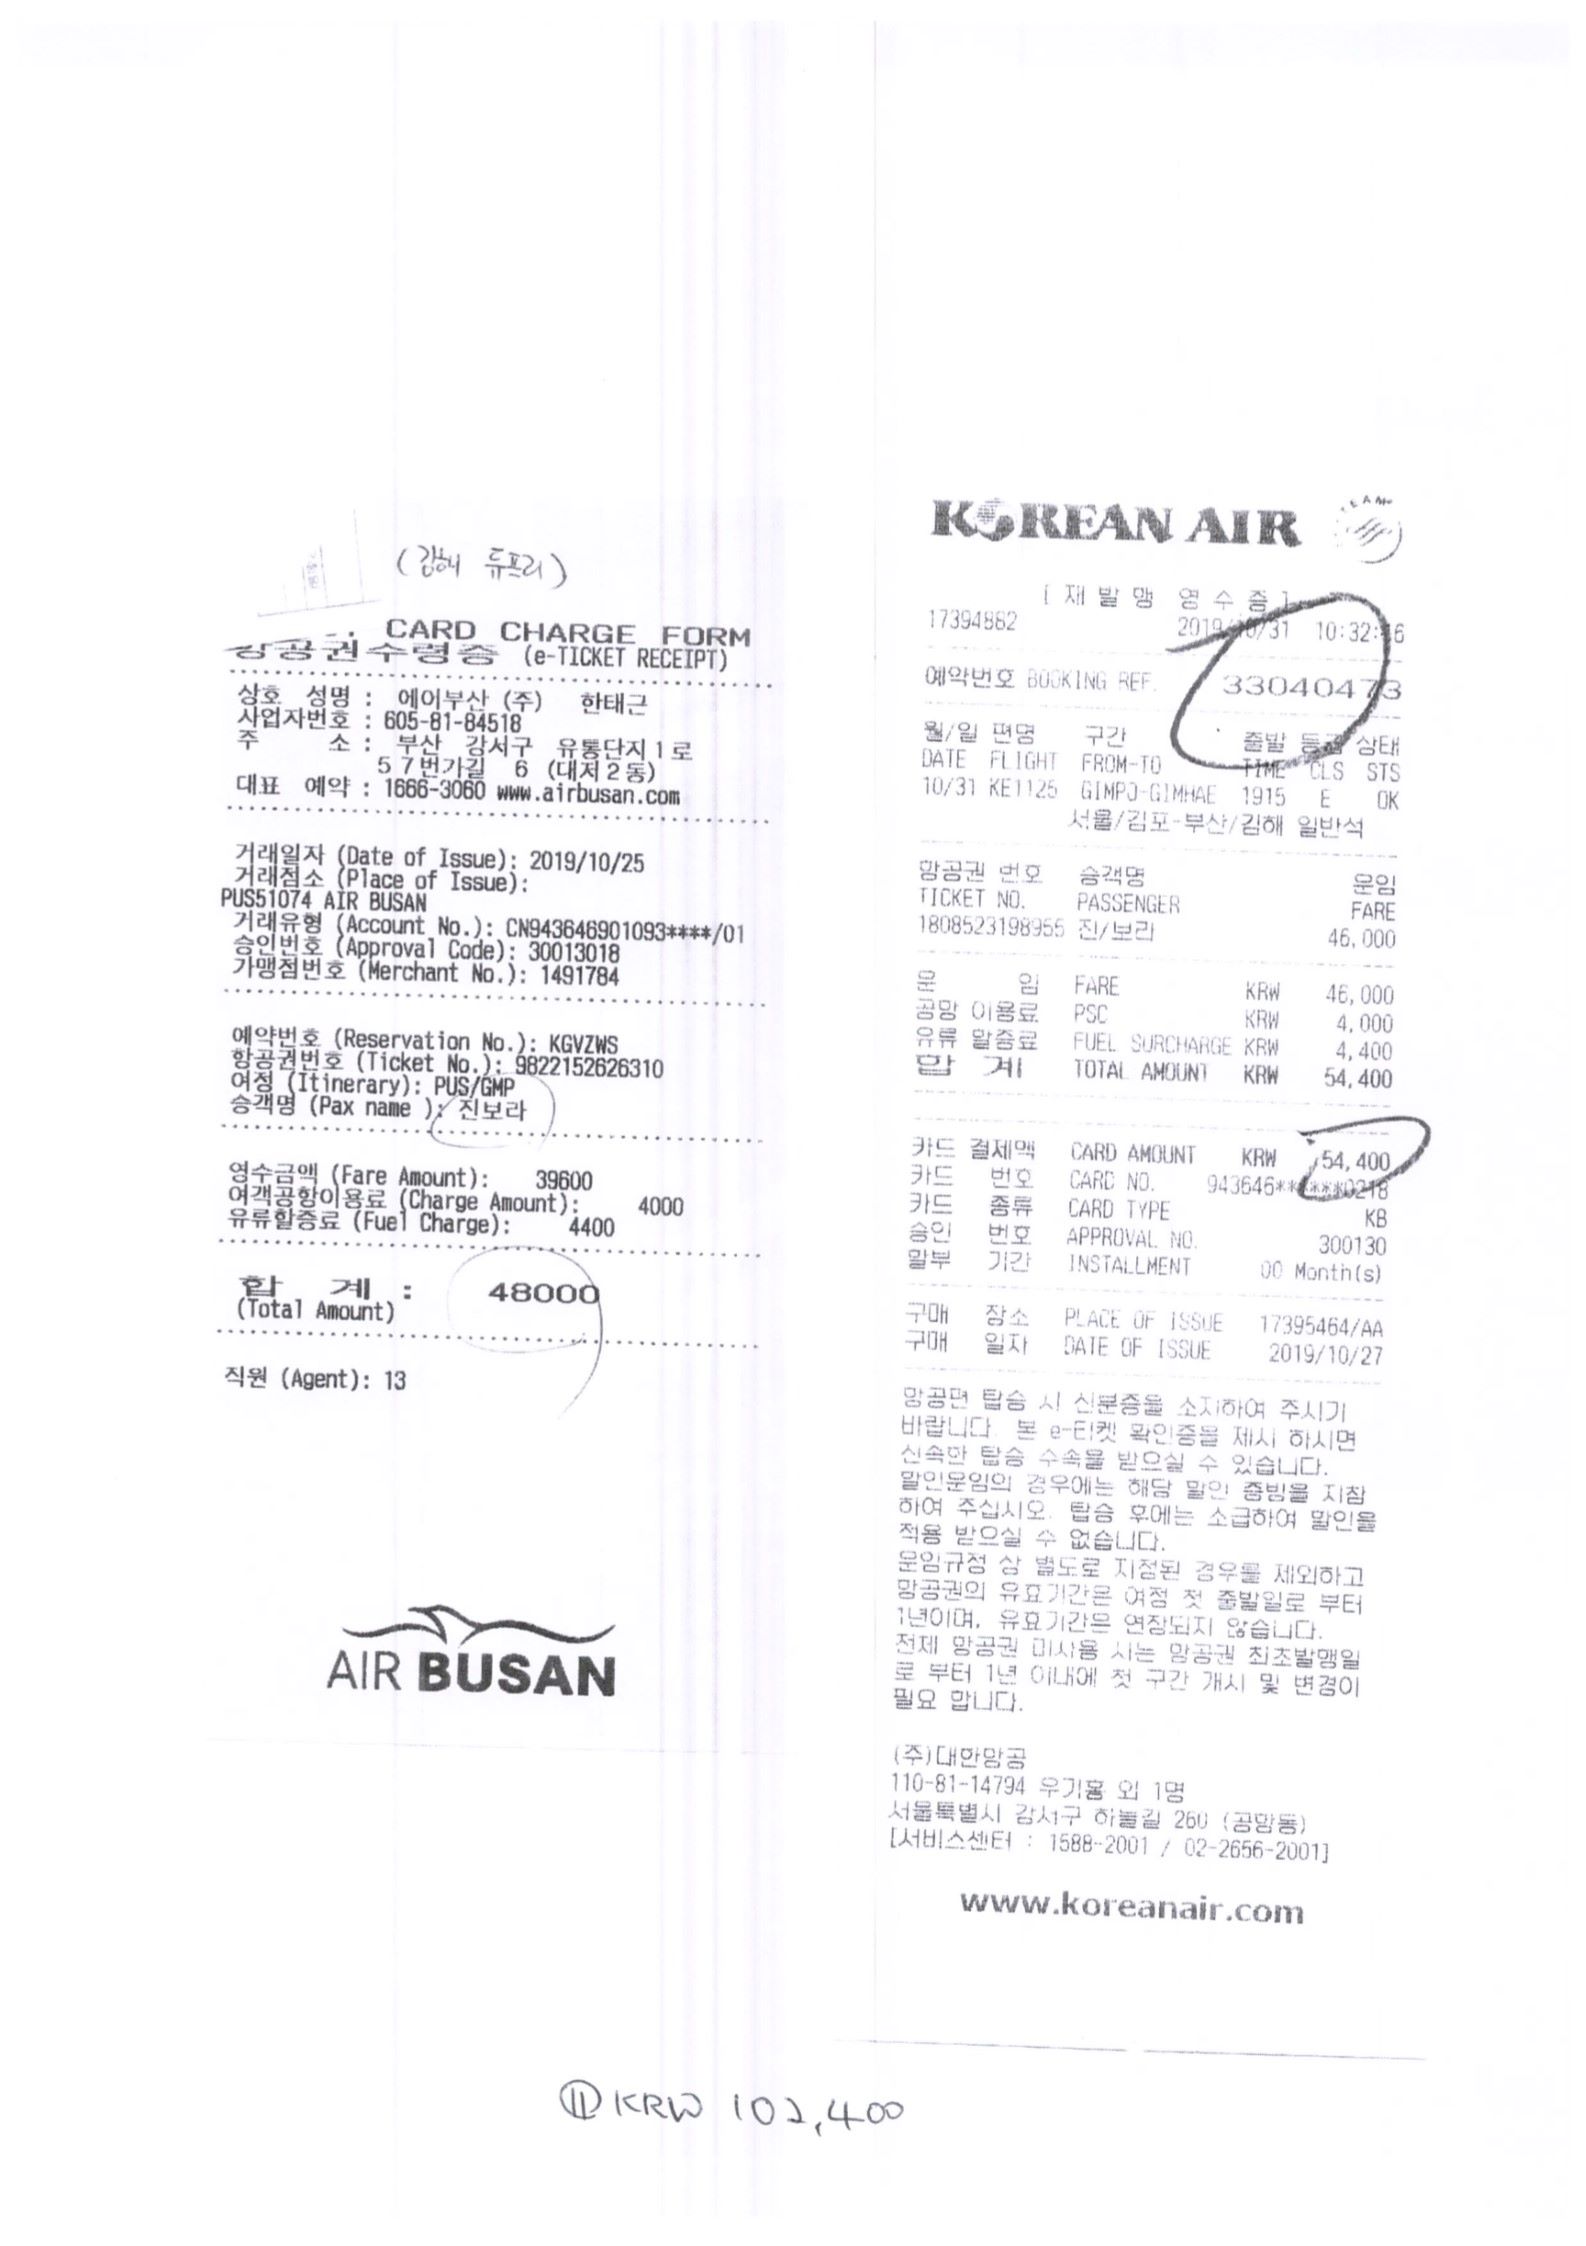 (김해 듀프리)
CARD CHARGE FORM
항공권수령증 (e-TICKET RECEIPT)
상호 성명 : 에어부산 (주) 한태근
사업자번호 : 605-81-84518
주 소 : 부산 강서구 유통단지1로
57번가길 6 (대저2동)
대표 예약 : 1666-3060 www.airbusan.com
거래일자 (Date of Issue): 2019/10/25
거래점소 (Place of Issue):
PUS51074 AIR BUSAN
거래유형 (Account No.): CN943646901093****/01
승인번호 (Approval Code): 30013018
가맹점번호 (Merchant No.): 1491784
예약번호 (Reservation No.): KGVZWS
항공권번호 (Ticket No.): 9822152626310
여정 (Itinerary): PUS/GMP
승객명 (Pax name ): 진보라
영수금액 (Fare Amount): 39600
여객공항이용료 (Charge Amount): 4000
유류할증료 (Fuel Charge): 4400
합 계 : 48000
(Total Amount)
직원 (Agent): 13
AIR BUSAN
KOREAN AIR
[ 재 발 행 영 수 증 ]
17394882 2019/10/31 10:32:46
예약번호 BOOKING REF. 33040473
월/일 편명 구간 출발 등급 상태
DATE FLIGHT FROM-TO TIME CLS STS
10/31 KE1125 GIMPO-GIMHAE 1915 E OK
서울/김포-부산/김해 일반석
항공권 번호 승객명 운임
TICKET NO. PASSENGER FARE
1808523198955 진/보라 46,000
운 임 FARE KRW 46,000
공항 이용료 PSC KRW 4,000
유류 할증료 FUEL SURCHARGE KRW 4,400
합 계 TOTAL AMOUNT KRW 54,400
카드 결제액 CARD AMOUNT KRW 54,400
카드 번호 CARD NO. 943646******0218
카드 종류 CARD TYPE KB
승인 번호 APPROVAL NO. 300130
할부 기간 INSTALLMENT 00 Month(s)
구매 장소 PLACE OF ISSUE 17395464/AA
구매 일자 DATE OF ISSUE 2019/10/27
항공편 탑승 시 신분증을 소지하여 주시기
바랍니다. 본 e-티켓 확인증을 제시 하시면
신속한 탑승 수속을 받으실 수 있습니다.
할인운임의 경우에는 해당 할인 증빙을 지참
하여 주십시오. 탑승 후에는 소급하여 할인을
적용 받으실 수 없습니다.
운임규정 상 별도로 지정된 경우를 제외하고
항공권의 유효기간은 여정 첫 출발일로 부터
1년이며, 유효기간은 연장되지 않습니다.
전체 항공권 미사용 시는 항공권 최초발행일
로 부터 1년 이내에 첫 구간 개시 및 변경이
필요 합니다.
(주)대한항공
110-81-14794 우기홍 외 1명
서울특별시 강서구 하늘길 260 (공항동)
[서비스센터 : 1588-2001 / 02-2656-2001]
www.koreanair.com
⑪ KRW 102,400